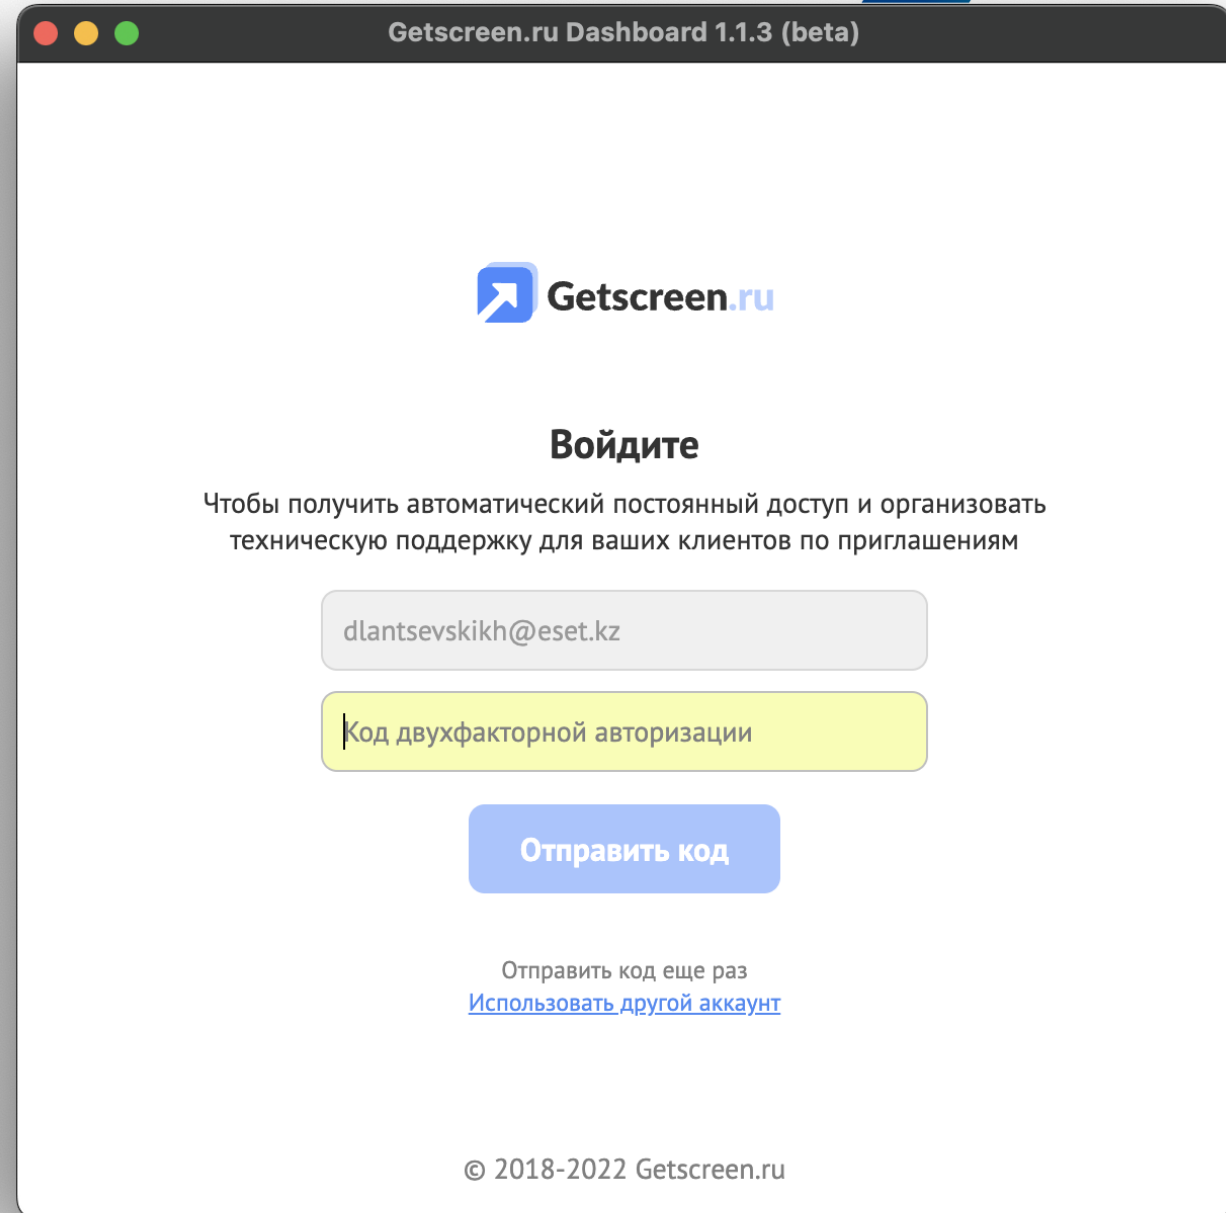 Getscreen.ru Dashboard 1.1.3 (beta)
Getscreen.ru
Войдите
Чтобы получить автоматический постоянный доступ и организовать
техническую поддержку для ваших клиентов по приглашениям
dlantsevskikh@eset.kz
Код двухфакторной авторизации
Отправить код
Отправить код еще раз
Использовать другой аккаунт
© 2018-2022 Getscreen.ru